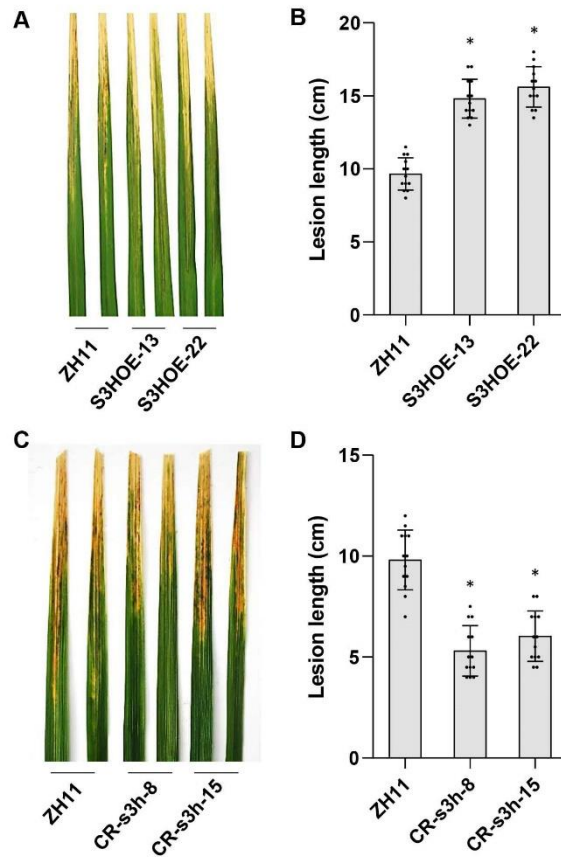 A
ZH11
S3HOE-13
S3HOE-22
B
Lesion length (cm)
20
15
10
5
0
*
*
ZH11
S3HOE-13
S3HOE-22
C
ZH11
CR-s3h-8
CR-s3h-15
D
Lesion length (cm)
15
10
5
0
*
*
ZH11
CR-s3h-8
CR-s3h-15